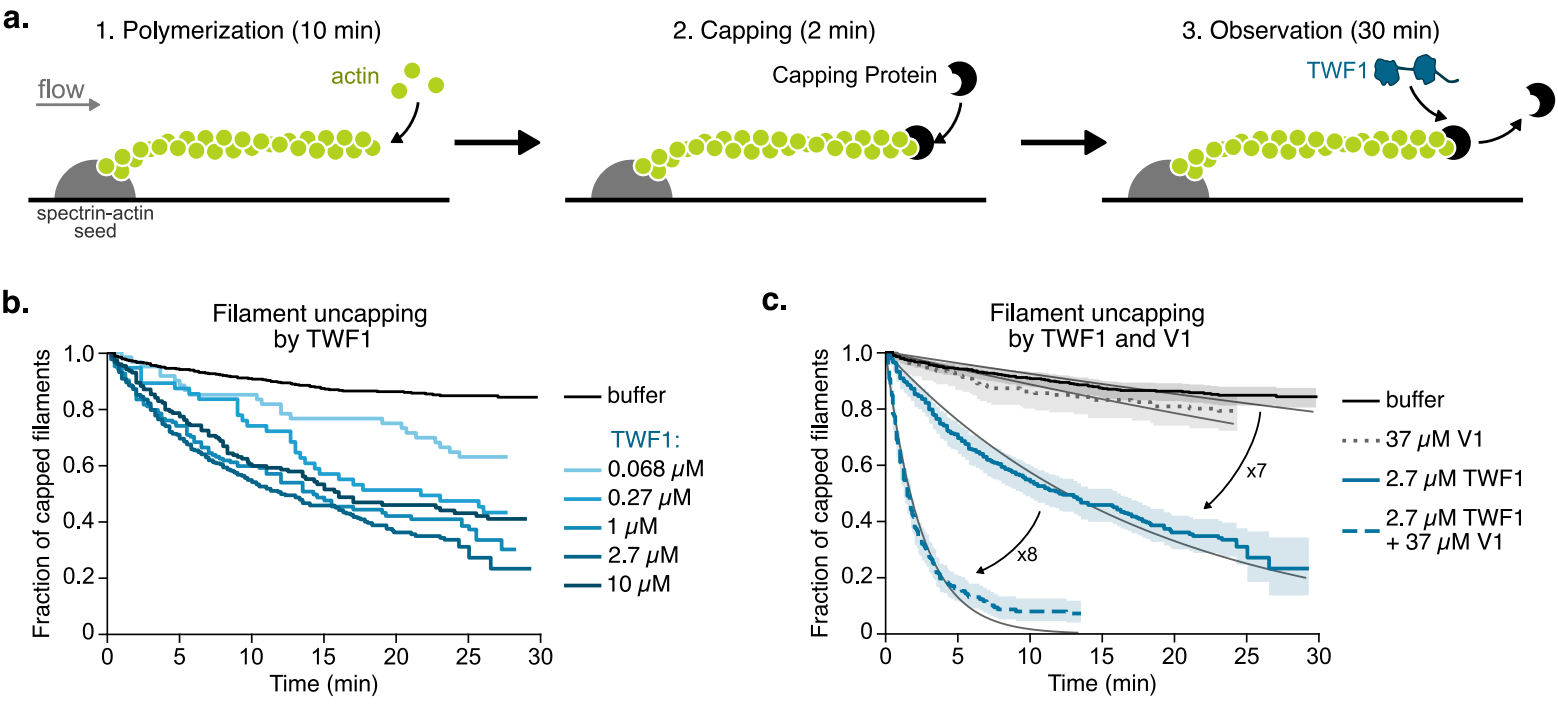 a.
1. Polymerization (10 min)
2. Capping (2 min)
3. Observation (30 min)
actin
flow
spectrin-actin
seed
Capping Protein
TWF1
b.
Filament uncapping
by TWF1
Fraction of capped filaments
1.0
0.8
0.6
0.4
0.2
0
0
5
10
15
20
25
30
Time (min)
buffer
TWF1:
0.068 µM
0.27 µM
1 µM
2.7 µM
10 µM
c.
Filament uncapping
by TWF1 and V1
Fraction of capped filaments
1.0
0.8
0.6
0.4
0.2
0
0
5
10
15
20
25
30
Time (min)
x7
x8
buffer
37 µM V1
2.7 µM TWF1
2.7 µM TWF1
+ 37 µM V1